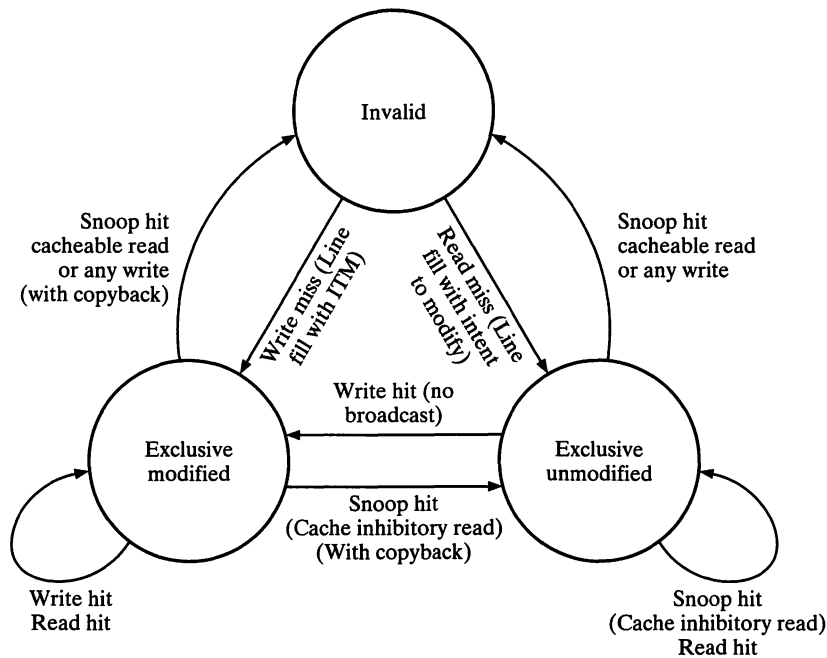 Invalid
Snoop hit
cacheable read
or any write
(with copyback)
Write miss (Line
fill with ITM)
Read miss (Line
fill with intent
to modify)
Snoop hit
cacheable read
or any write
Write hit (no
broadcast)
Exclusive
modified
Exclusive
unmodified
Snoop hit
(Cache inhibitory read)
(With copyback)
Write hit
Read hit
Snoop hit
(Cache inhibitory read)
Read hit